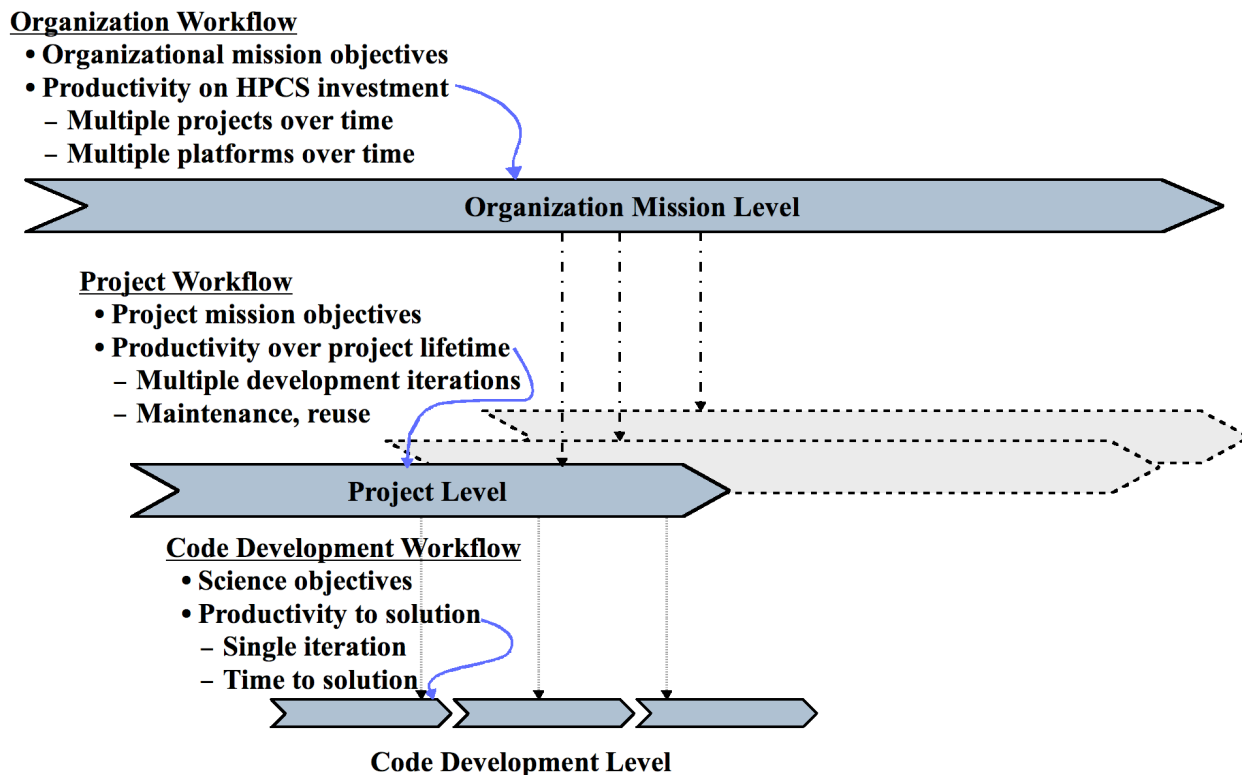 Organization Workflow
• Organizational mission objectives
• Productivity on HPCS investment
– Multiple projects over time
– Multiple platforms over time
Organization Mission Level
Project Workflow
• Project mission objectives
• Productivity over project lifetime
– Multiple development iterations
– Maintenance, reuse
Project Level
Code Development Workflow
• Science objectives
• Productivity to solution
– Single iteration
– Time to solution
Code Development Level